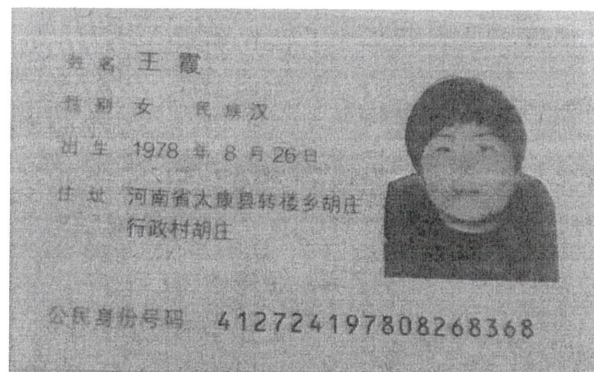 姓名 王霞
性别 女 民族 汉
出生 1978 年 8 月 26 日
住址 河南省太康县转楼乡胡庄
行政村胡庄
公民身份号码 412724197808268368